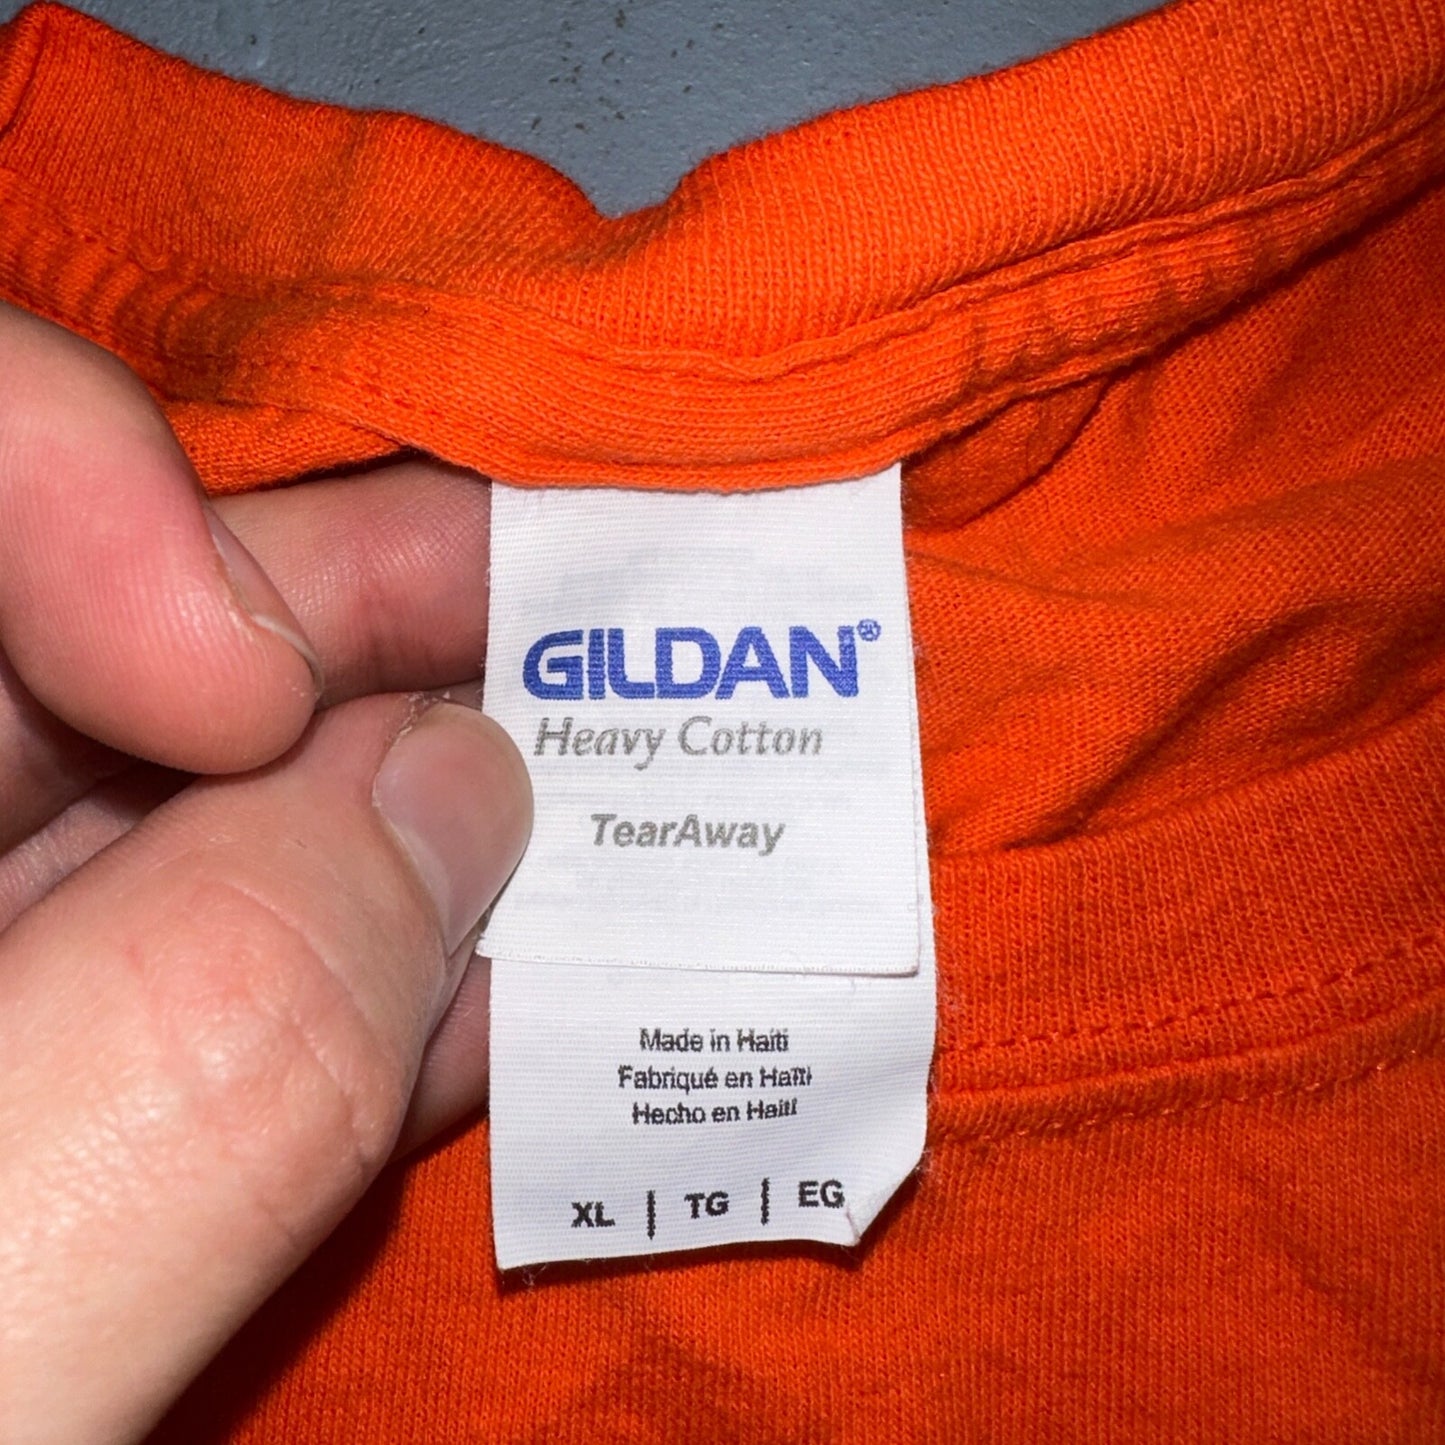 GILDAN®
Heavy Cotton
TearAway
Made in Haiti
Fabriqué en Haïti
Hecho en Haití
XL | TG | EG